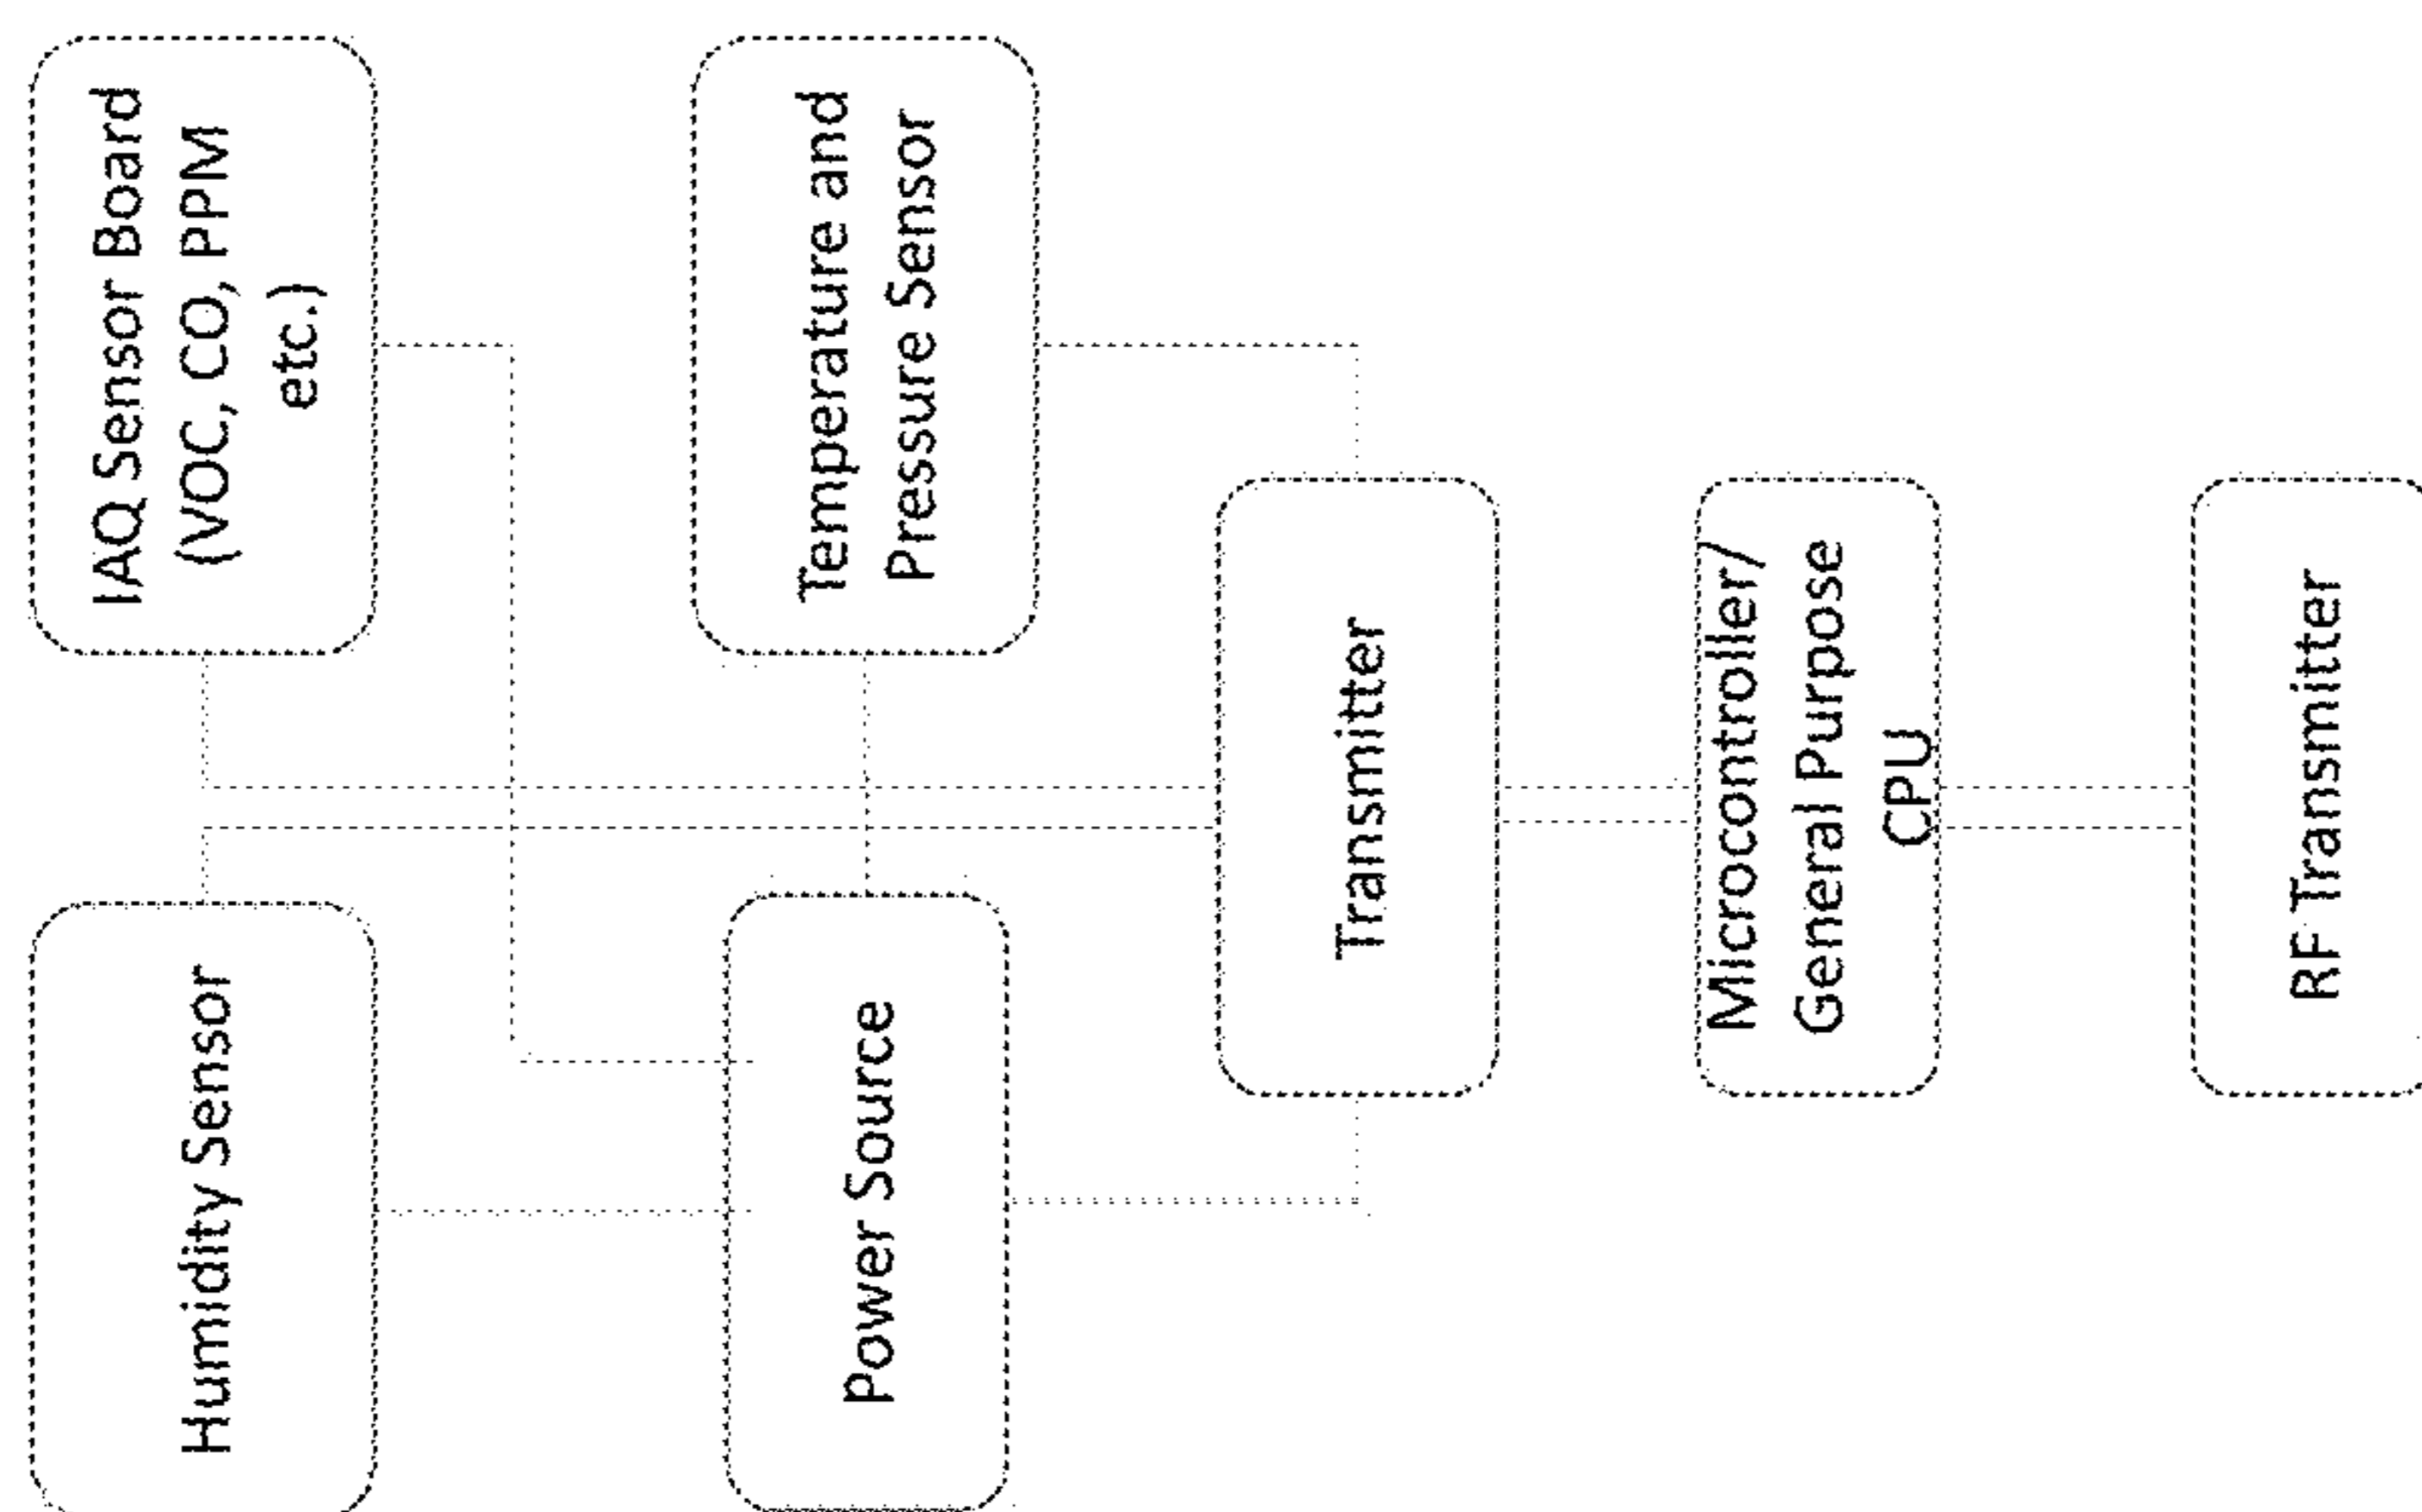 IAQ Sensor Board
(VOC, CO, PPM
etc.)
Humidity Sensor
Temperature and
Pressure Sensor
Power Source
Transmitter
Microcontroller/
General Purpose
CPU
RF Transmitter